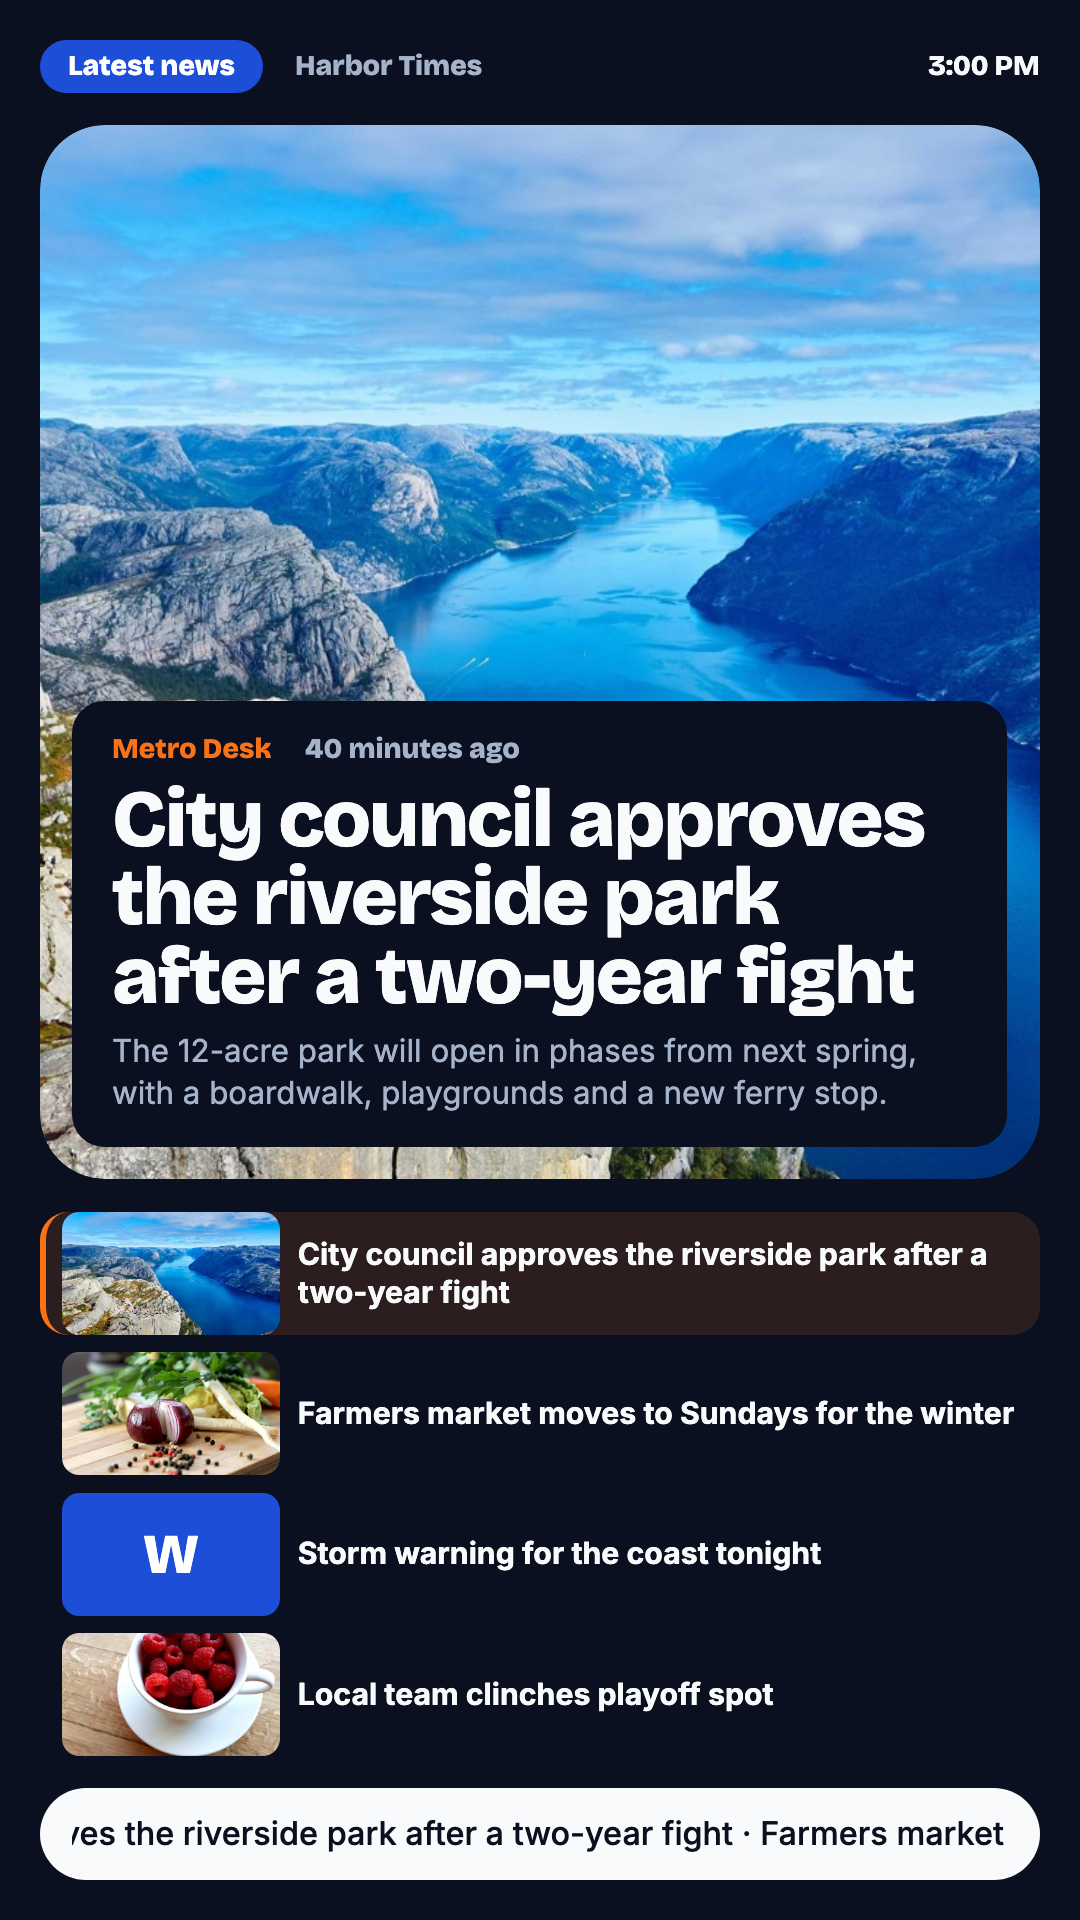 Latest news
Harbor Times
3:00 PM
Metro Desk
40 minutes ago
City council approves
the riverside park
after a two-year fight
The 12-acre park will open in phases from next spring,
with a boardwalk, playgrounds and a new ferry stop.
City council approves the riverside park after a
two-year fight
Farmers market moves to Sundays for the winter
W
Storm warning for the coast tonight
Local team clinches playoff spot
the riverside park after a two-year fight · Farmers market